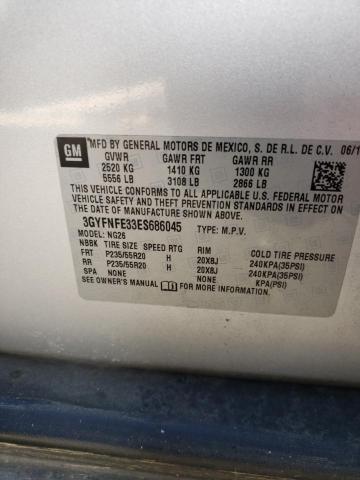 GM
MFD BY GENERAL MOTORS DE MEXICO, S. DE R.L. DE C.V. 06/1
GVWR GAWR FRT GAWR RR
2520 KG 1410 KG 1300 KG
5556 LB 3108 LB 2866 LB
THIS VEHICLE CONFORMS TO ALL APPLICABLE U.S. FEDERAL MOTOR
VEHICLE SAFETY AND THEFT PREVENTION STANDARDS IN EFFECT ON
THE DATE OF MANUFACTURE SHOWN ABOVE.
3GYFNFE33ES686045 TYPE: M.P.V.
MODEL: NG26
NBBK TIRE SIZE SPEED RTG RIM COLD TIRE PRESSURE
FRT P235/55R20 H 20X8J 240KPA(35PSI)
RR P235/55R20 H 20X8J 240KPA(35PSI)
SPA NONE NONE KPA(PSI)
SEE OWNER'S MANUAL FOR MORE INFORMATION.